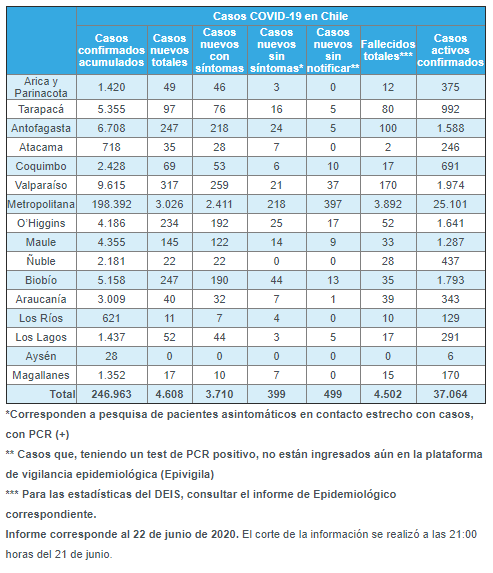 Casos COVID-19 en Chile
Casos confirmados acumulados Casos nuevos totales Casos nuevos con síntomas Casos nuevos sin síntomas* Casos nuevos sin notificar** Fallecidos totales*** Casos activos confirmados
Arica y Parinacota 1.420 49 46 3 0 12 375
Tarapacá 5.355 97 76 16 5 80 992
Antofagasta 6.708 247 218 24 5 100 1.588
Atacama 718 35 28 7 0 2 246
Coquimbo 2.428 69 53 6 10 17 691
Valparaíso 9.615 317 259 21 37 170 1.974
Metropolitana 198.392 3.026 2.411 218 397 3.892 25.101
O'Higgins 4.186 234 192 25 17 52 1.641
Maule 4.355 145 122 14 9 33 1.287
Ñuble 2.181 22 22 0 0 28 437
Biobío 5.158 247 190 44 13 35 1.793
Araucanía 3.009 40 32 7 1 39 343
Los Ríos 621 11 7 4 0 10 129
Los Lagos 1.437 52 44 3 5 17 291
Aysén 28 0 0 0 0 0 6
Magallanes 1.352 17 10 7 0 15 170
Total 246.963 4.608 3.710 399 499 4.502 37.064
*Corresponden a pesquisa de pacientes asintomáticos en contacto estrecho con casos,
con PCR (+)
** Casos que, teniendo un test de PCR positivo, no están ingresados aún en la plataforma
de vigilancia epidemiológica (Epivigila)
*** Para las estadísticas del DEIS, consultar el informe de Epidemiológico
correspondiente.
Informe corresponde al 22 de junio de 2020. El corte de la información se realizó a las 21:00
horas del 21 de junio.